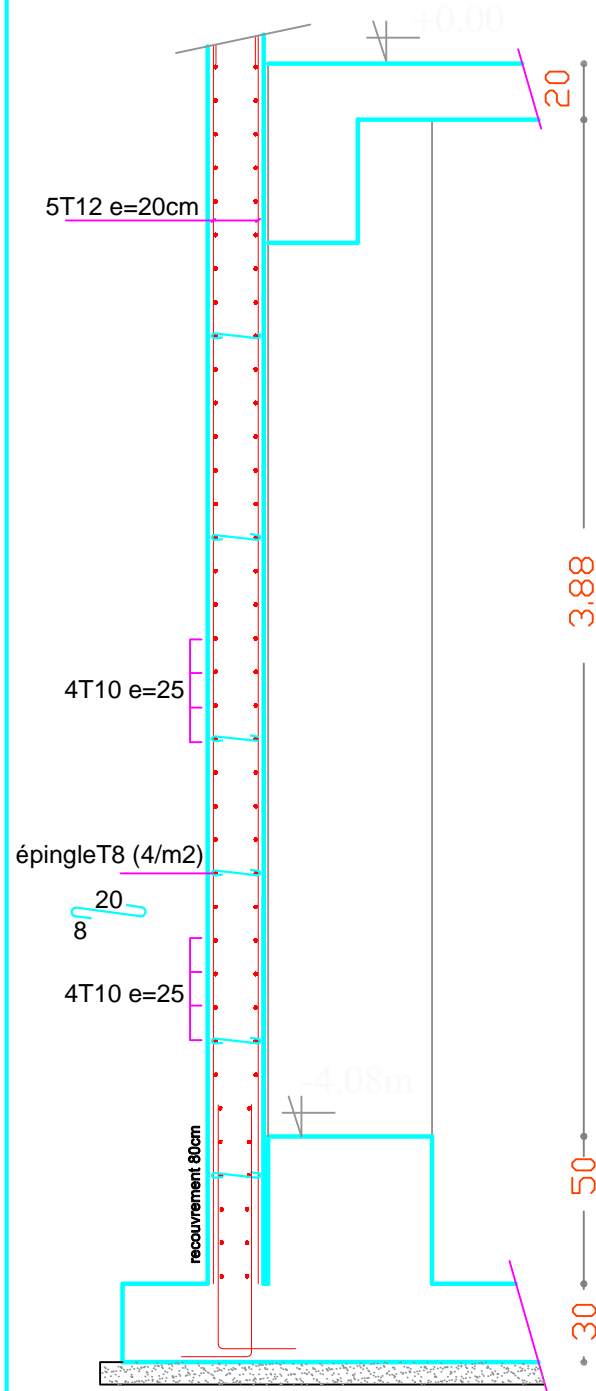 +0.00
20
5T12 e=20cm
3.88
4T10 e=25
épingleT8 (4/m2)
20
8
4T10 e=25
-4.08m
recouvrement 80cm
50
30